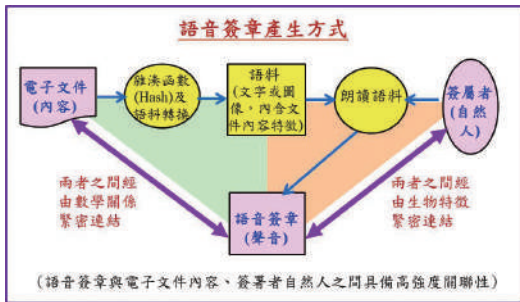 語音簽章產生方式
電子文件
(內容)
雜湊函數
(Hash)及
語料轉換
語料
(文字或圖
像,內含文
件內容特徵)
朗讀語料
簽屬者
(自然
人)
兩者之間經
由數學關係
緊密連結
語音簽章
(聲音)
兩者之間經
由生物特徵
緊密連結
(語音簽章與電子文件內容、簽署者自然人之間具備高強度關聯性)